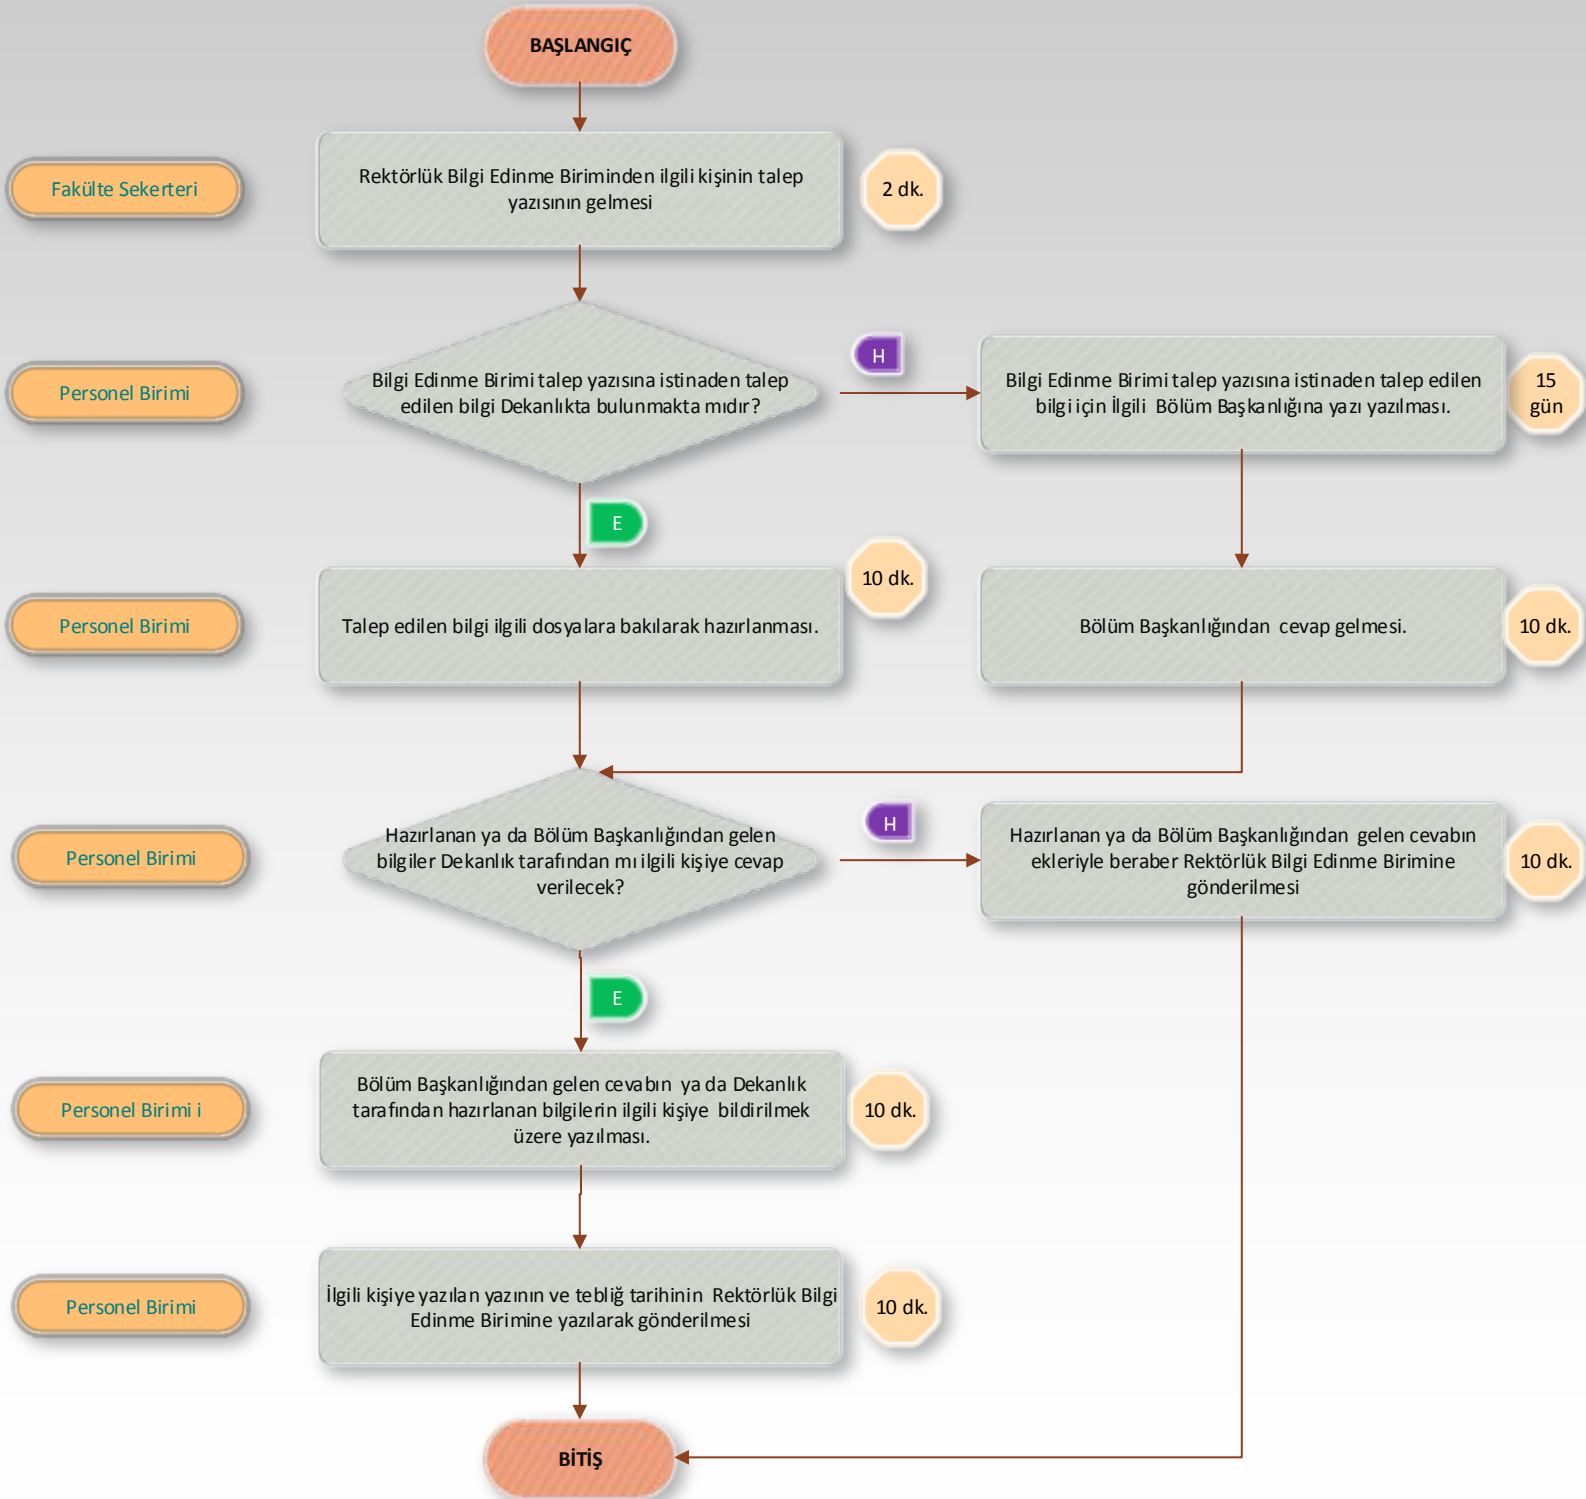 BAŞLANGIÇ
Fakülte Sekerteri
Rektörlük Bilgi Edinme Biriminden ilgili kişinin talep
yazısının gelmesi
2 dk.
Personel Birimi
Bilgi Edinme Birimi talep yazısına istinaden talep
edilen bilgi Dekanlıkta bulunmakta mıdır?
H
Bilgi Edinme Birimi talep yazısına istinaden talep edilen
bilgi için İlgili Bölüm Başkanlığına yazı yazılması.
15
gün
E
Personel Birimi
Talep edilen bilgi ilgili dosyalara bakılarak hazırlanması.
10 dk.
Bölüm Başkanlığından cevap gelmesi.
10 dk.
Personel Birimi
Hazırlanan ya da Bölüm Başkanlığından gelen
bilgiler Dekanlık tarafından mı ilgili kişiye cevap
verilecek?
H
Hazırlanan ya da Bölüm Başkanlığından gelen cevabın
ekleriyle beraber Rektörlük Bilgi Edinme Birimine
gönderilmesi
10 dk.
E
Personel Birimi i
Bölüm Başkanlığından gelen cevabın ya da Dekanlık
tarafından hazırlanan bilgilerin ilgili kişiye bildirilmek
üzere yazılması.
10 dk.
Personel Birimi
İlgili kişiye yazılan yazının ve tebliğ tarihinin Rektörlük Bilgi
Edinme Birimine yazılarak gönderilmesi
10 dk.
BİTİŞ